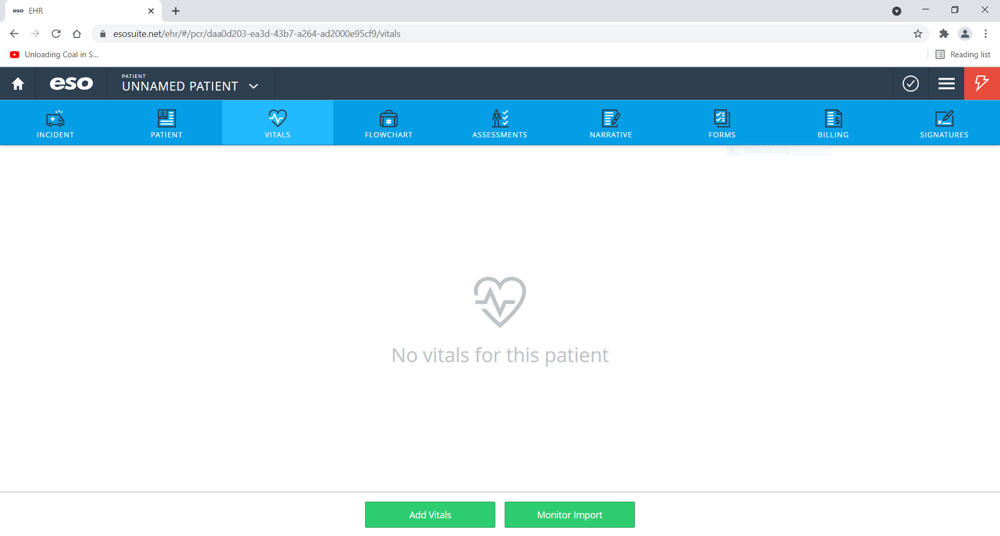 eso EHR
esosuite.net/ehr/#/pcr/daa0d203-ea3d-43b7-a264-ad2000e95cf9/vitals
Unloading Coal in S...
Reading list
eso
PATIENT
UNNAMED PATIENT
INCIDENT
PATIENT
VITALS
FLOWCHART
ASSESSMENTS
NARRATIVE
FORMS
BILLING
SIGNATURES
Window Snip
No vitals for this patient
Add Vitals
Monitor Import